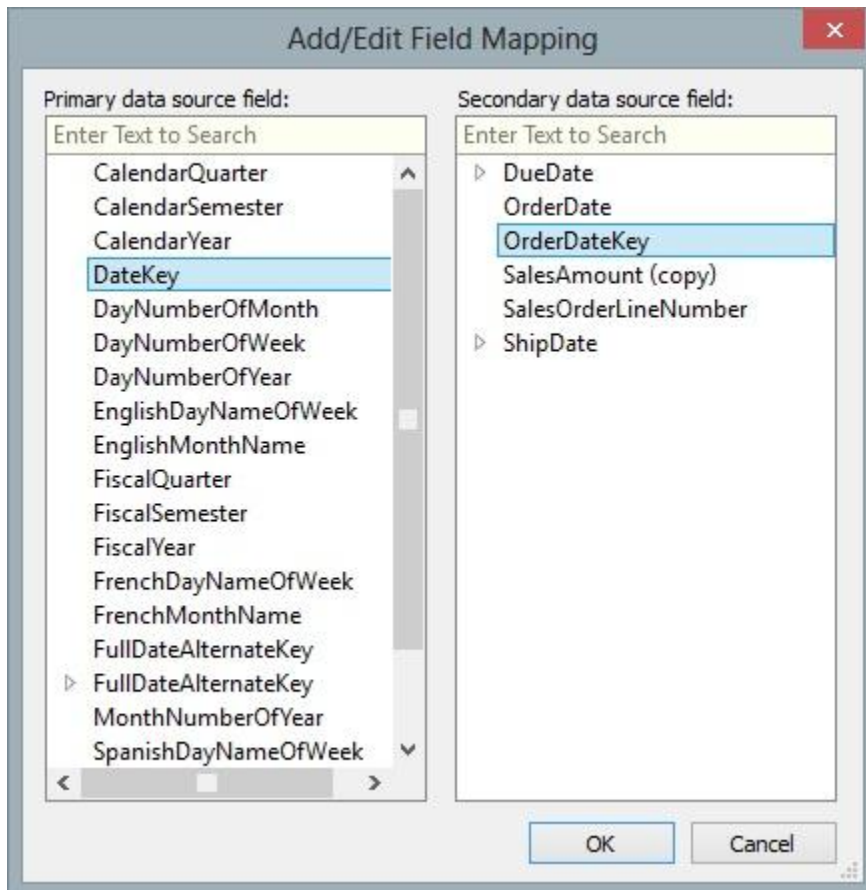 Add/Edit Field Mapping
Primary data source field:
Enter Text to Search
CalendarQuarter
CalendarSemester
CalendarYear
DateKey
DayNumberOfMonth
DayNumberOfWeek
DayNumberOfYear
EnglishDayNameOfWeek
EnglishMonthName
FiscalQuarter
FiscalSemester
FiscalYear
FrenchDayNameOfWeek
FrenchMonthName
FullDateAlternateKey
FullDateAlternateKey
MonthNumberOfYear
SpanishDayNameOfWeek
Secondary data source field:
Enter Text to Search
DueDate
OrderDate
OrderDateKey
SalesAmount (copy)
SalesOrderLineNumber
ShipDate
OK
Cancel